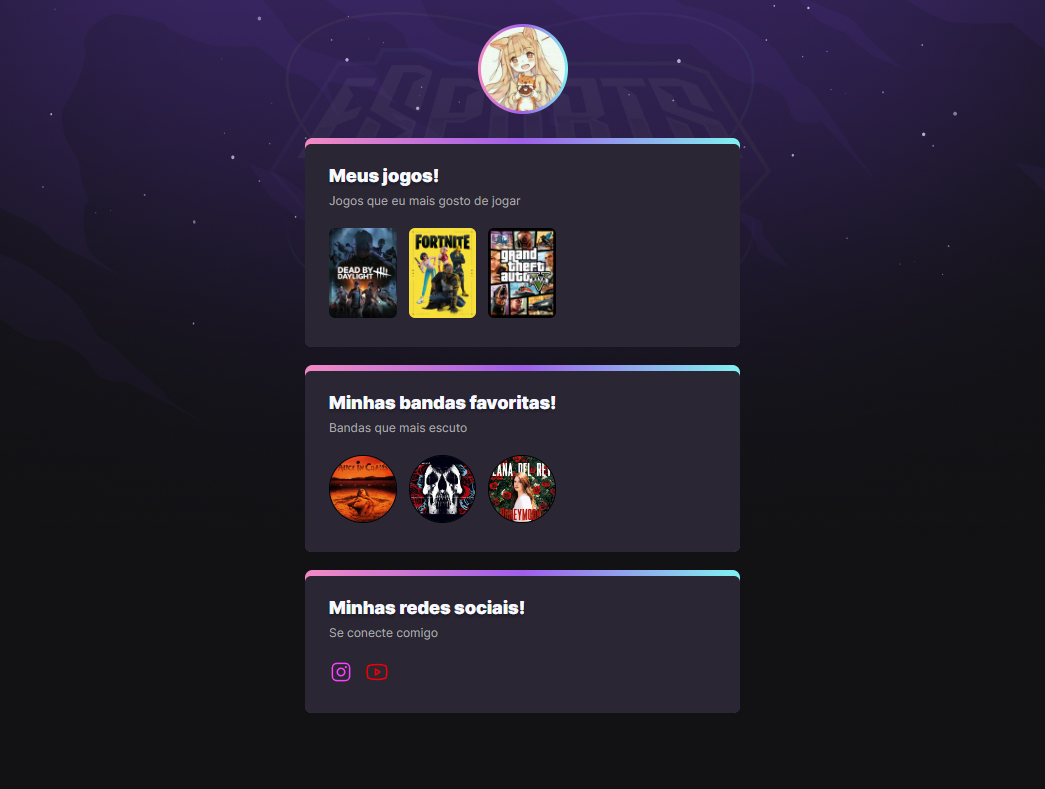 ESPORTS
Meus jogos!
Jogos que eu mais gosto de jogar
DEAD BY
DAYLIGHT
FORTNITE
grand
theft
auto
Minhas bandas favoritas!
Bandas que mais escuto
ALICE IN CHAINS
LANA DEL REY
HONEYMOON
Minhas redes sociais!
Se conecte comigo